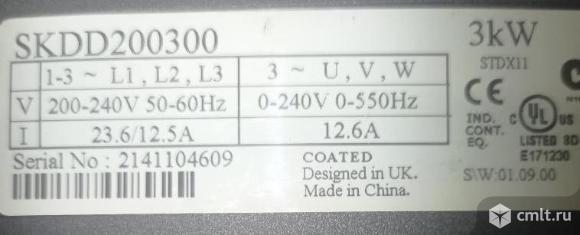 SKDD200300
3kW
STDX11
1-3 ~ L1, L2, L3
3 ~ U, V, W
V
200-240V 50-60Hz
0-240V 0-550Hz
I
23.6/12.5A
12.6A
CE
IND.
CONT.
EQ.
C UL US
LISTED
E171230
Serial No : 2141104609
COATED
Designed in UK.
Made in China.
S\W:01.09.00
cmlt.ru